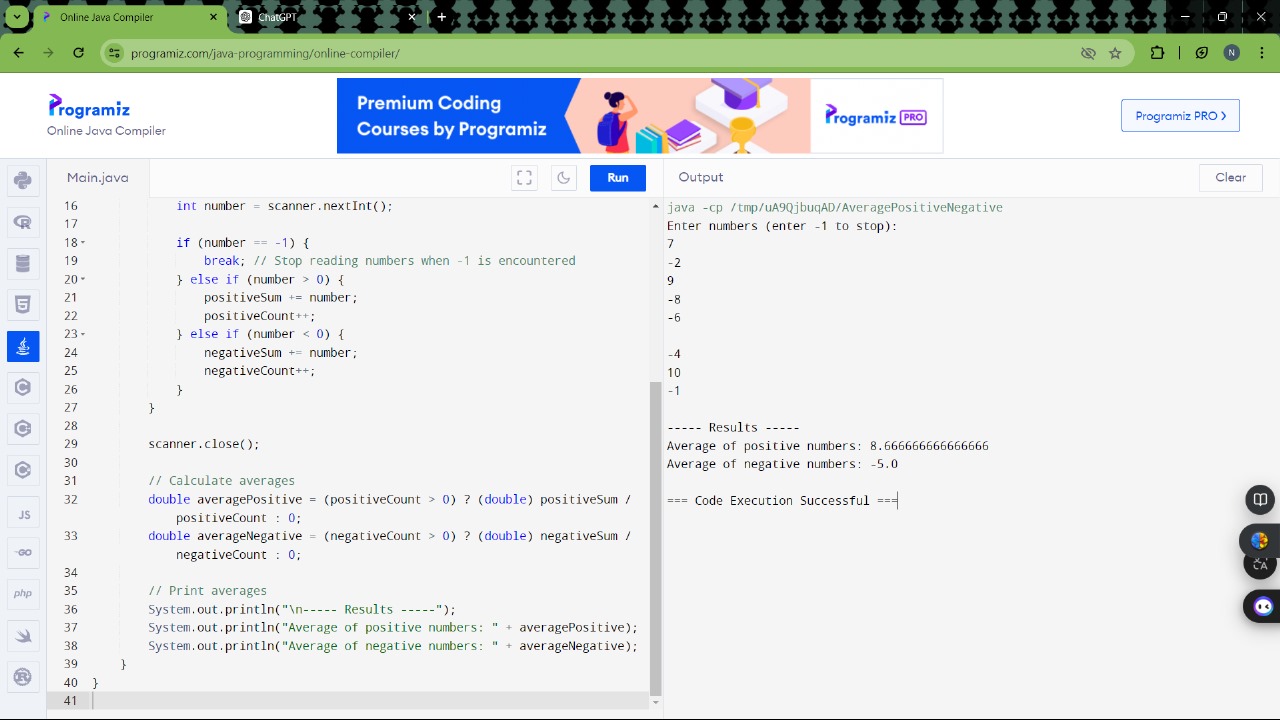 Online Java Compiler
ChatGPT
programiz.com/java-programming/online-compiler/
N
Programiz
Online Java Compiler
Premium Coding
Courses by Programiz
Programiz PRO
Programiz PRO
Main.java
Run
Output
Clear
16 int number = scanner.nextInt();
17
18 if (number == -1) {
19 break; // Stop reading numbers when -1 is encountered
20 } else if (number > 0) {
21 positiveSum += number;
22 positiveCount++;
23 } else if (number < 0) {
24 negativeSum += number;
25 negativeCount++;
26 }
27 }
28
29 scanner.close();
30
31 // Calculate averages
32 double averagePositive = (positiveCount > 0) ? (double) positiveSum /
positiveCount : 0;
33 double averageNegative = (negativeCount > 0) ? (double) negativeSum /
negativeCount : 0;
34
35 // Print averages
36 System.out.println("\n----- Results -----");
37 System.out.println("Average of positive numbers: " + averagePositive);
38 System.out.println("Average of negative numbers: " + averageNegative);
39 }
40 }
41
JS
GO
php
java -cp /tmp/uA9QjbuqAD/AveragePositiveNegative
Enter numbers (enter -1 to stop):
7
-2
9
-8
-6
-4
10
-1
----- Results -----
Average of positive numbers: 8.666666666666666
Average of negative numbers: -5.0
=== Code Execution Successful ===